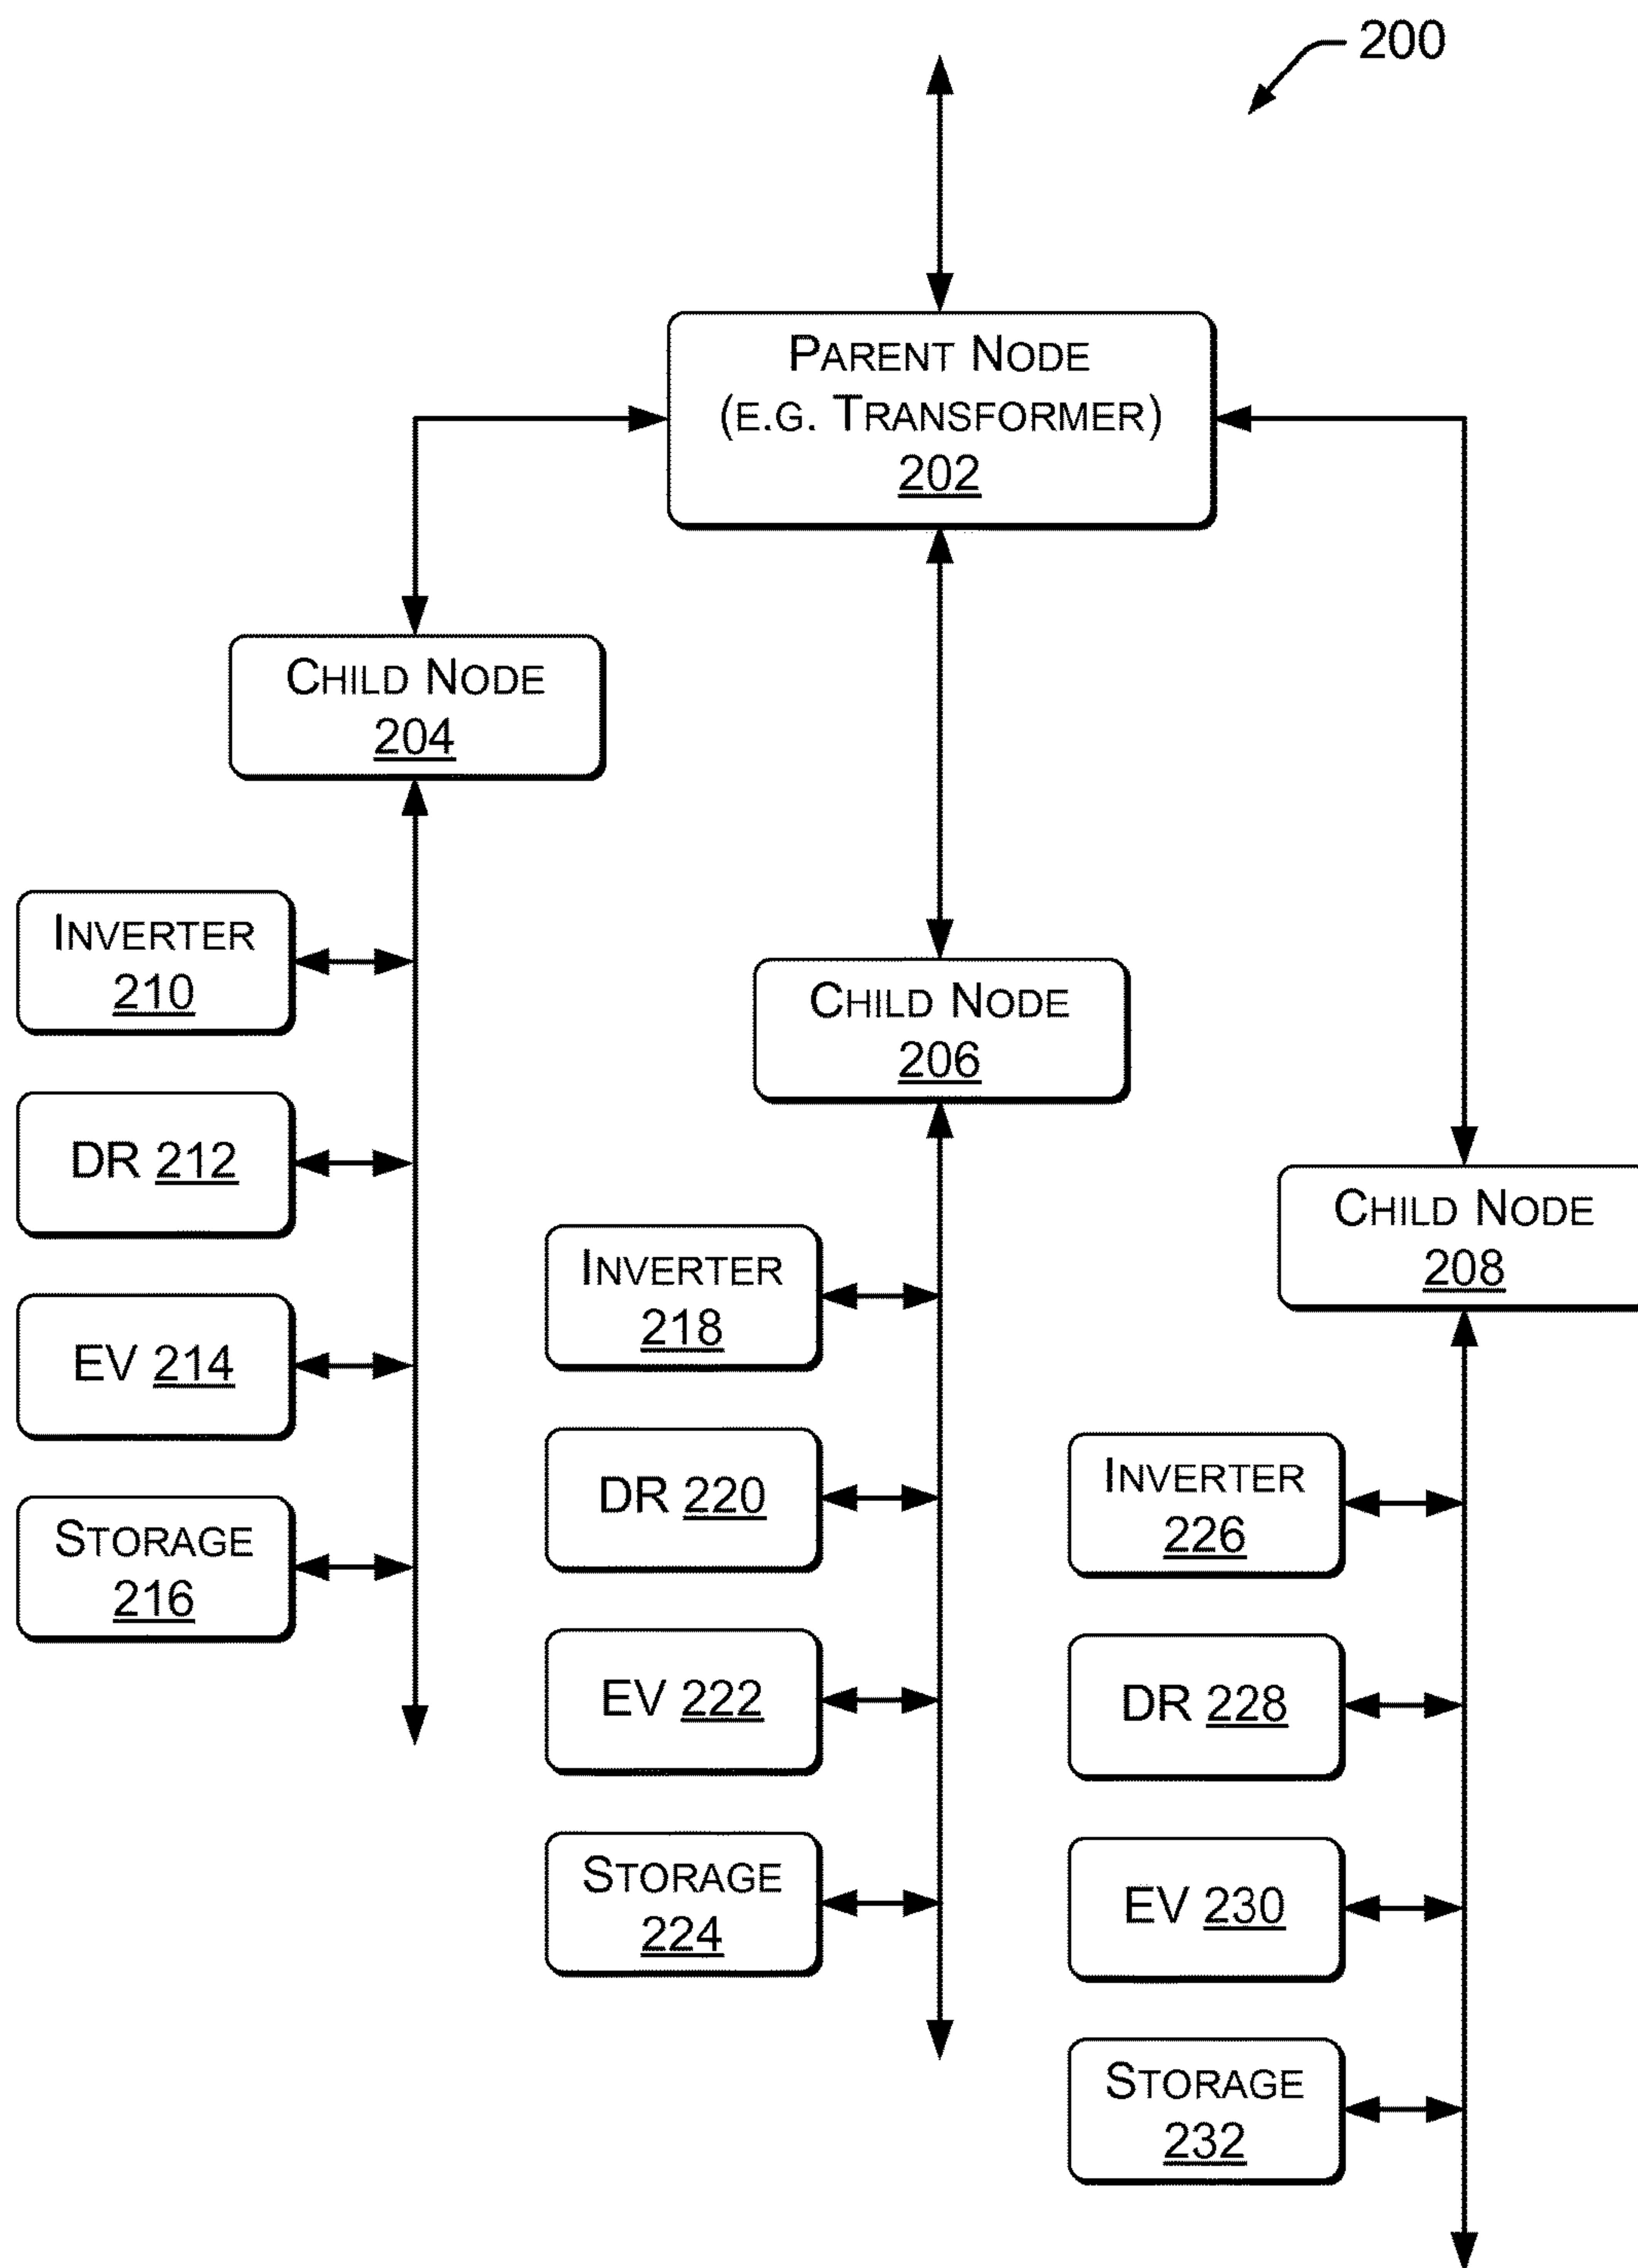 200
PARENT NODE
(E.G. TRANSFORMER)
202
CHILD NODE
204
INVERTER
210
DR 212
EV 214
STORAGE
216
CHILD NODE
206
INVERTER
218
DR 220
EV 222
STORAGE
224
CHILD NODE
208
INVERTER
226
DR 228
EV 230
STORAGE
232